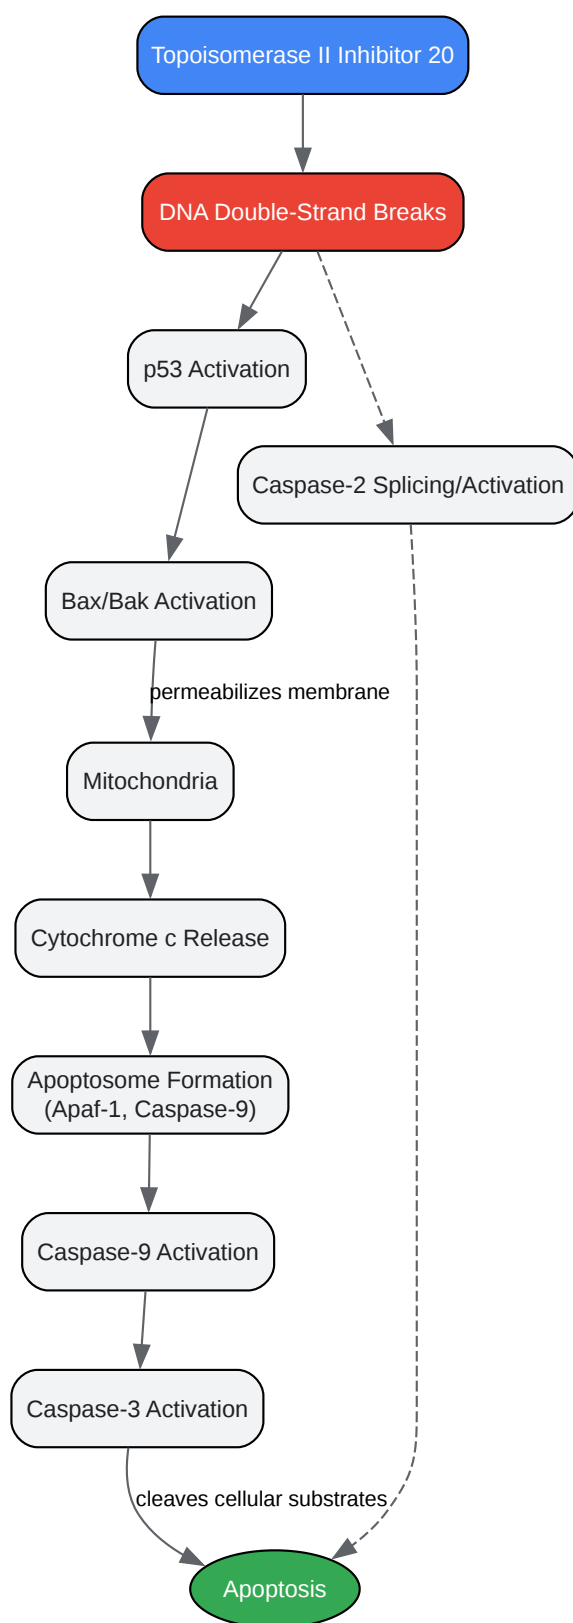 Topoisomerase II Inhibitor 20
DNA Double-Strand Breaks
p53 Activation
Caspase-2 Splicing/Activation
Bax/Bak Activation
permeabilizes membrane
Mitochondria
Cytochrome c Release
Apoptosome Formation
(Apaf-1, Caspase-9)
Caspase-9 Activation
Caspase-3 Activation
cleaves cellular substrates
Apoptosis